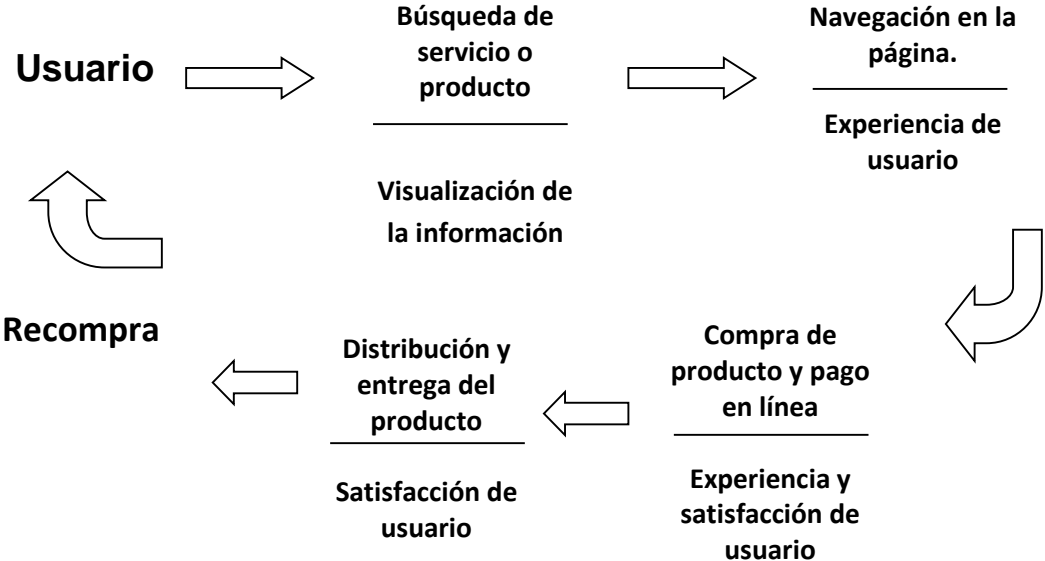 Usuario
Búsqueda de
servicio o
producto
Visualización de
la información
Navegación en la
página.
Experiencia de
usuario
Compra de
producto y pago
en línea
Experiencia y
satisfacción de
usuario
Distribución y
entrega del
producto
Satisfacción de
usuario
Recompra